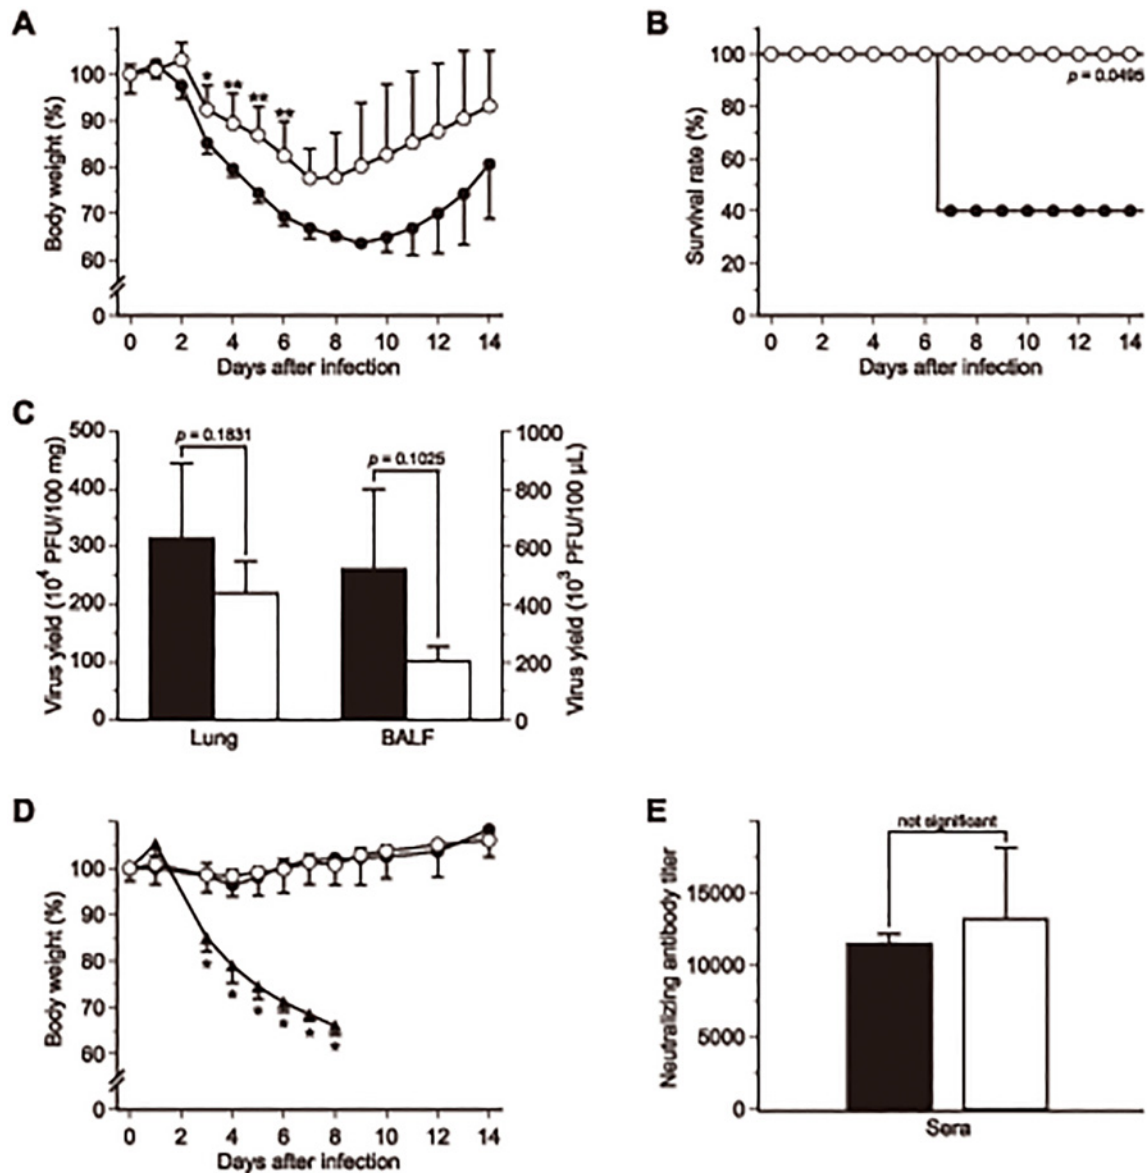 A
Body weight (%)
100
90
80
70
60
0
* ** ** **
0 2 4 6 8 10 12 14
Days after infection
B
Survival rate (%)
100
80
60
40
20
0
p = 0.0495
0 2 4 6 8 10 12 14
Days after infection
C
Virus yield (10⁴ PFU/100 mg)
500
400
300
200
100
0
p = 0.1831
p = 0.1025
1000
800
600
400
200
0
Virus yield (10³ PFU/100 μL)
Lung BALF
D
Body weight (%)
100
90
80
70
60
0
* * * * * *
0 2 4 6 8 10 12 14
Days after infection
E
Neutralizing antibody titer
15000
10000
5000
0
not significant
Sera